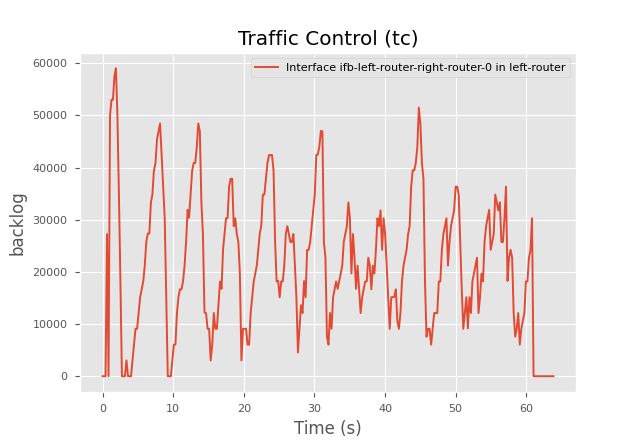 Traffic Control (tc)
Interface ifb-left-router-right-router-0 in left-router
60000
50000
40000
30000
20000
10000
0
backlog
0 10 20 30 40 50 60
Time (s)